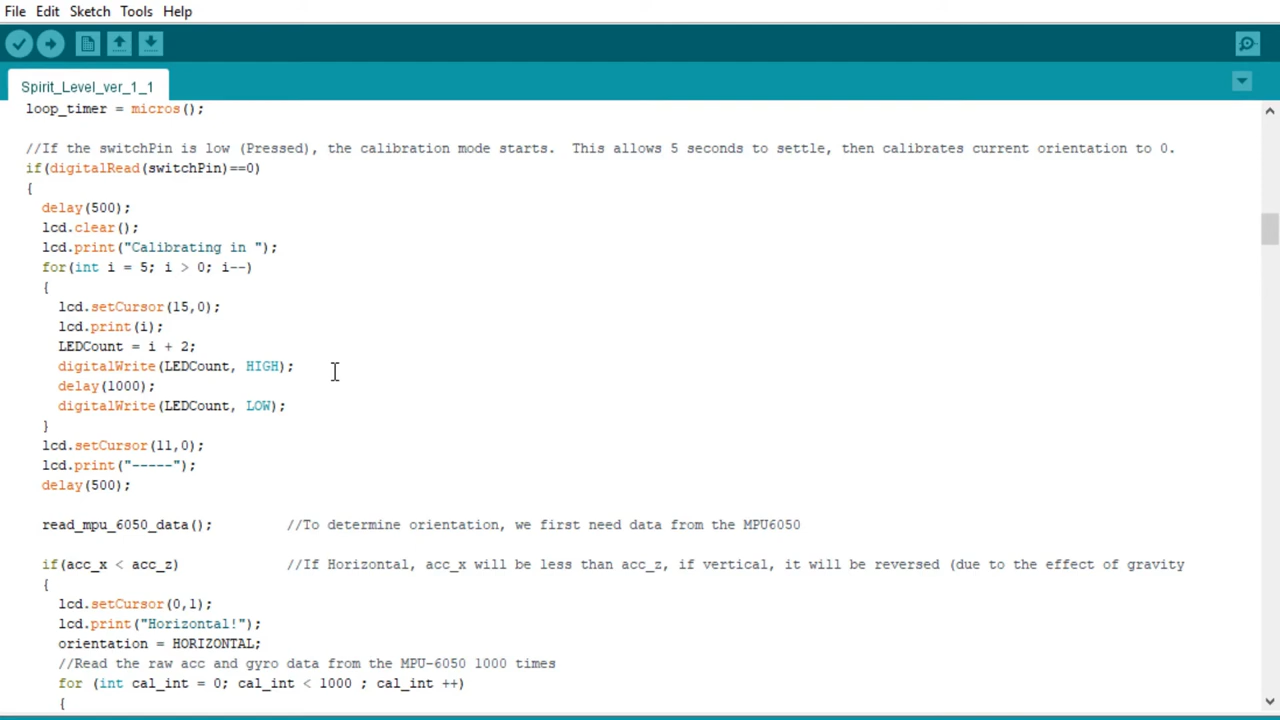 File Edit Sketch Tools Help
Spirit_Level_ver_1_1
loop_timer = micros();
//If the switchPin is low (Pressed), the calibration mode starts.  This allows 5 seconds to settle, then calibrates current orientation to 0.
if(digitalRead(switchPin)==0)
{
delay(500);
lcd.clear();
lcd.print("Calibrating in ");
for(int i = 5; i > 0; i--)
{
lcd.setCursor(15,0);
lcd.print(i);
LEDCount = i + 2;
digitalWrite(LEDCount, HIGH);
delay(1000);
digitalWrite(LEDCount, LOW);
}
lcd.setCursor(11,0);
lcd.print("-----");
delay(500);
read_mpu_6050_data();         //To determine orientation, we first need data from the MPU6050
if(acc_x < acc_z)             //If Horizontal, acc_x will be less than acc_z, if vertical, it will be reversed (due to the effect of gravity
{
lcd.setCursor(0,1);
lcd.print("Horizontal!");
orientation = HORIZONTAL;
//Read the raw acc and gyro data from the MPU-6050 1000 times
for (int cal_int = 0; cal_int < 1000 ; cal_int ++)
{